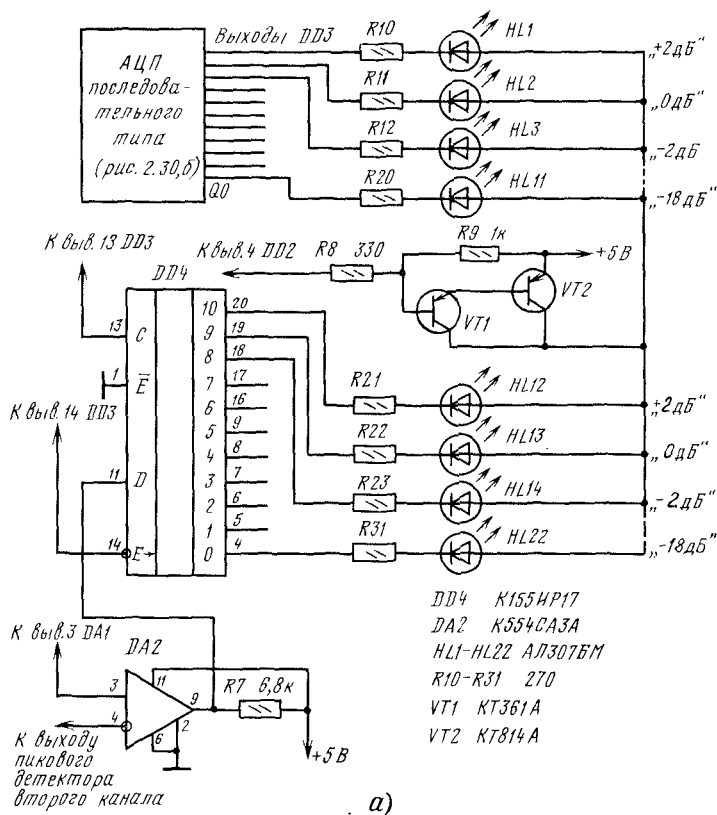 АЦП
последова-
тельного
типа
(рис. 2.30,б)
Q0
Выходы DD3
R10
HL1
„+2дБ“
R11
HL2
„0дБ“
R12
HL3
„-2дБ
R20
HL11
„-18дБ“
К выв. 13 DD3
К выв.4 DD2
R8 330
R9 1к
+5В
VT1
VT2
DD4
13 C
1 E
К выв.14 DD3
11 D
14 E→
10 20
9 19
8 18
7 17
6 16
5 9
4 8
3 7
2 6
1 5
0 4
R21
HL12
„+2дБ“
R22
HL13
„0дБ“
R23
HL14
„-2дБ“
R31
HL22
„-18дБ“
К выв.3 DA1
DA2
3
4
11
9
6
2
R7 6,8к
+5В
К выходу
пикового
детектора
второго канала
DD4 К155ИР17
DA2 К554СА3А
HL1-HL22 АЛ307БМ
R10-R31 270
VT1 КТ361А
VT2 КТ814А
а)